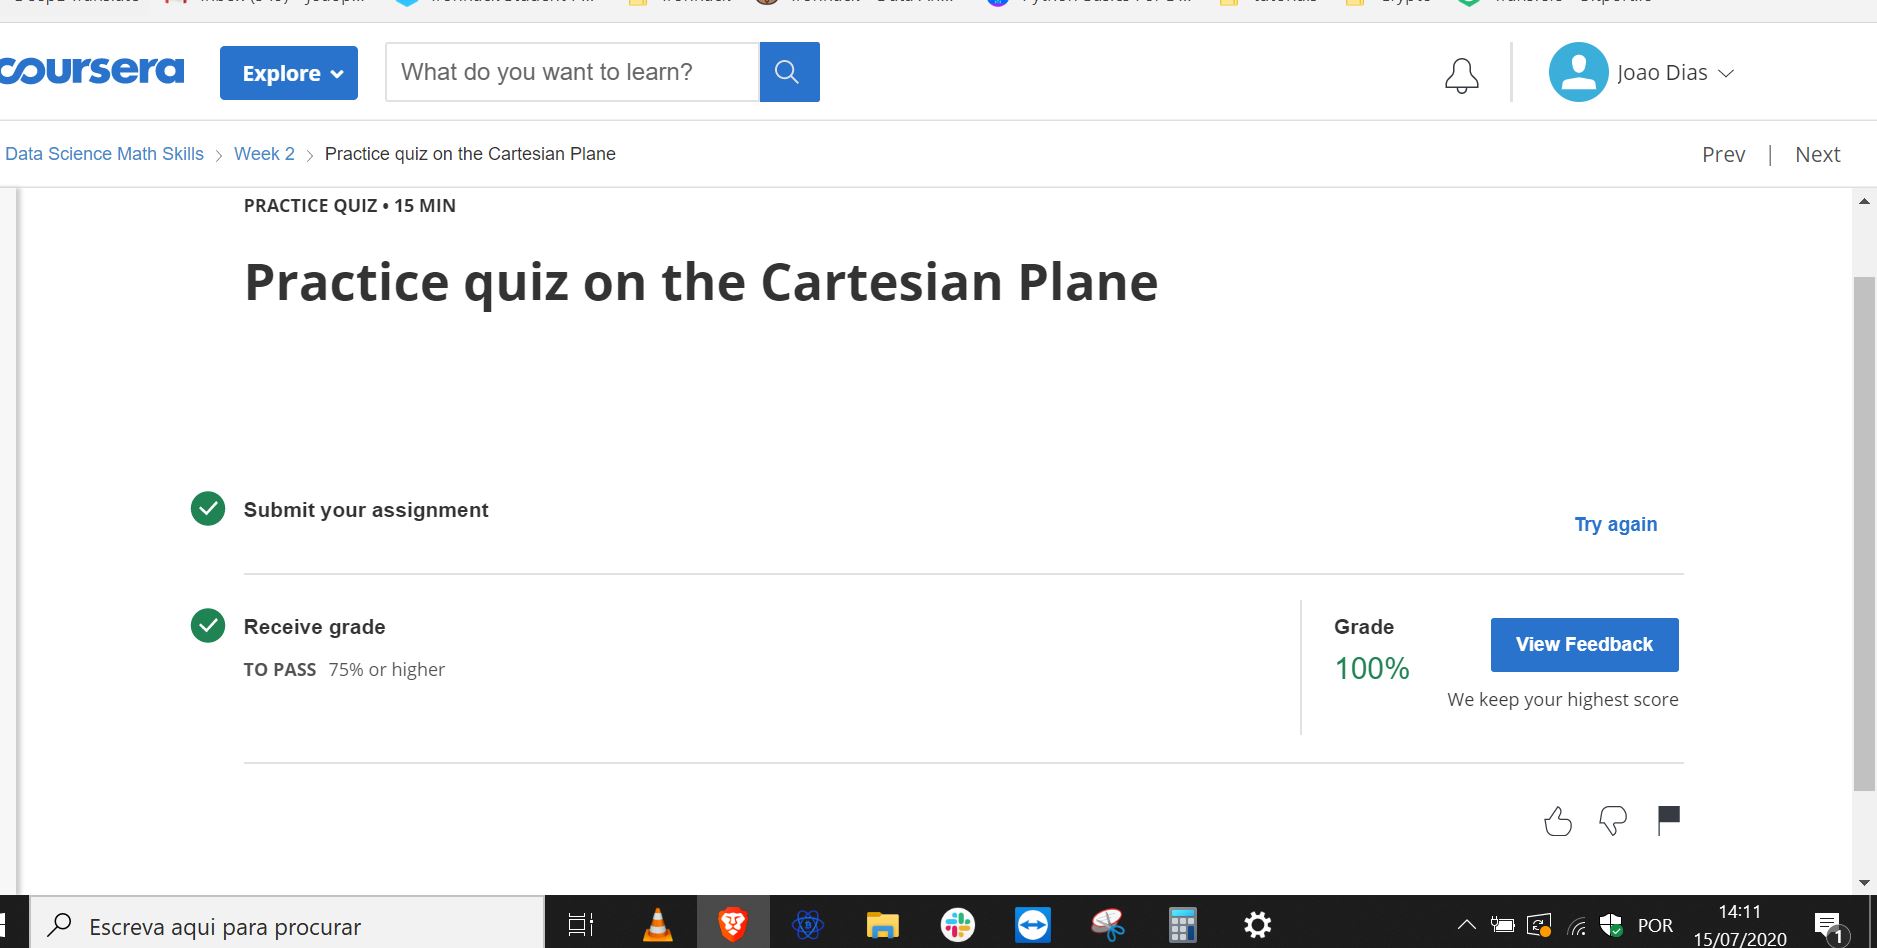 coursera
Explore
What do you want to learn?
Joao Dias
Data Science Math Skills > Week 2 > Practice quiz on the Cartesian Plane
Prev | Next
PRACTICE QUIZ • 15 MIN
Practice quiz on the Cartesian Plane
Submit your assignment
Try again
Receive grade
TO PASS 75% or higher
Grade
100%
View Feedback
We keep your highest score
Escreva aqui para procurar
POR
14:11
15/07/2020
1